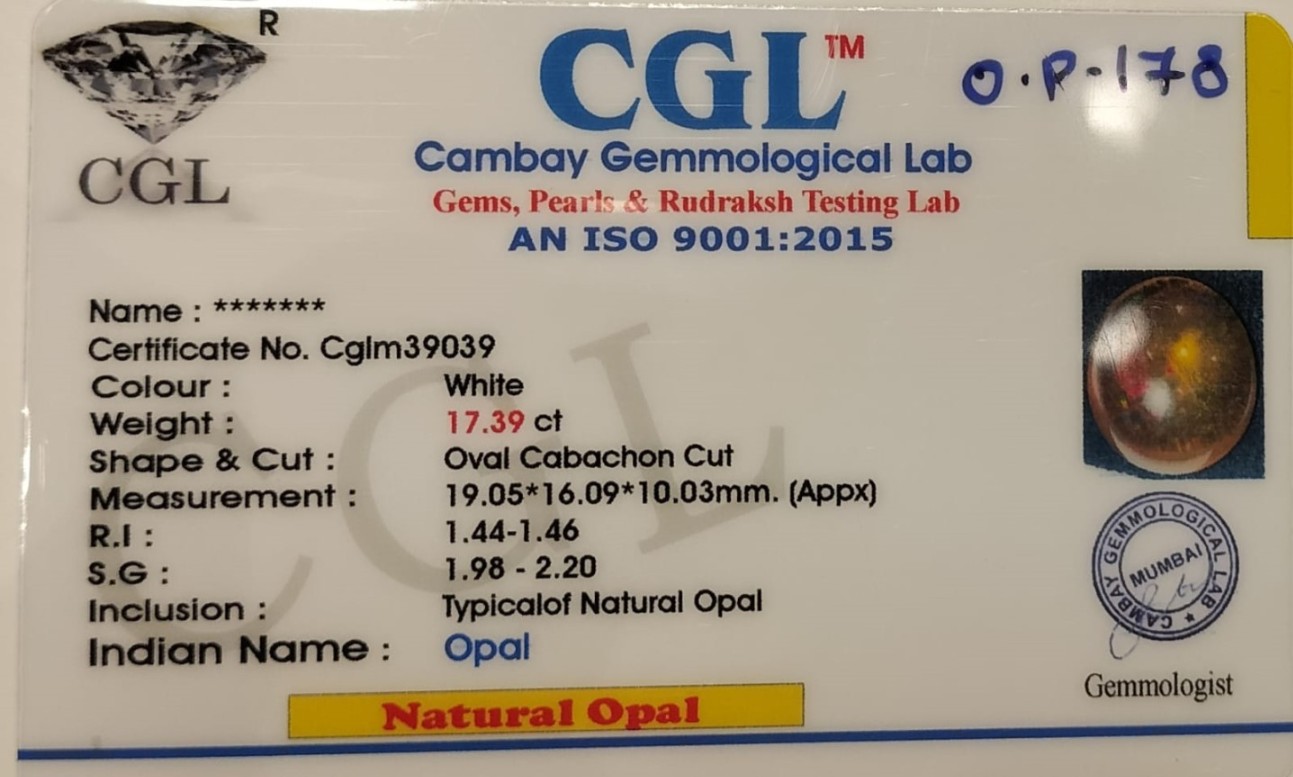 R
CGL
CGL™
O.P-178
Cambay Gemmological Lab
Gems, Pearls & Rudraksh Testing Lab
AN ISO 9001:2015
Name : *******
Certificate No. Cglm39039
Colour : White
Weight : 17.39 ct
Shape & Cut : Oval Cabachon Cut
Measurement : 19.05*16.09*10.03mm. (Appx)
R.I : 1.44-1.46
S.G : 1.98 - 2.20
Inclusion : Typicalof Natural Opal
Indian Name : Opal
Natural Opal
CGL
CAMBAY GEMMOLOGICAL LAB ★
MUMBAI
Gemmologist